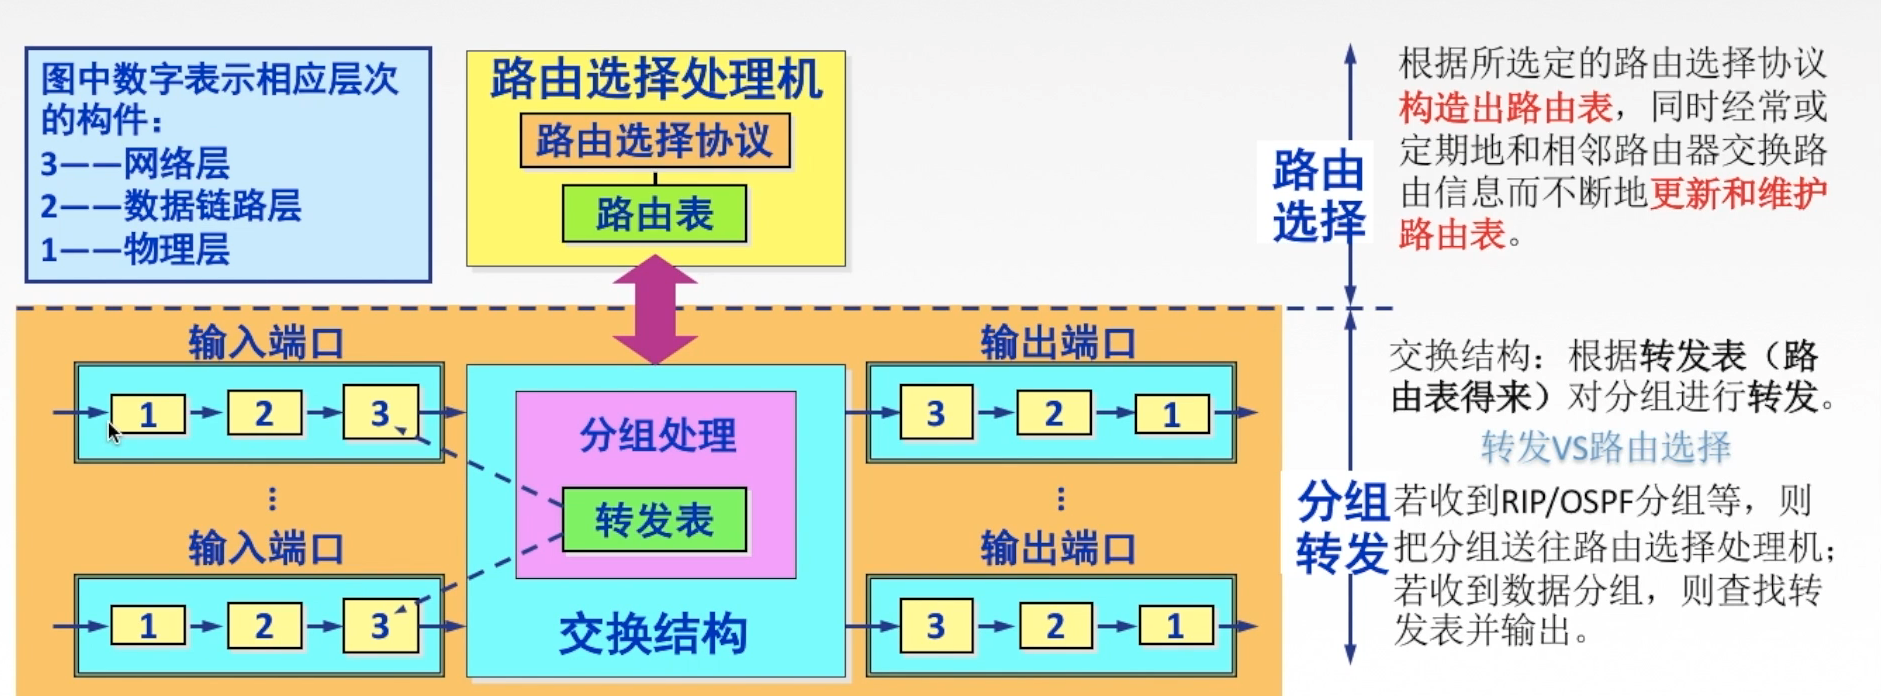 图中数字表示相应层次
的构件：
3——网络层
2——数据链路层
1——物理层
路由选择处理机
路由选择协议
路由表
路由
选择
根据所选定的路由选择协议
构造出路由表，同时经常或
定期地和相邻路由器交换路
由信息而不断地更新和维护
路由表。
输入端口
1
2
3
⋮
输入端口
1
2
3
分组处理
转发表
交换结构
输出端口
3
2
1
⋮
输出端口
3
2
1
分组
转发
交换结构：根据转发表（路
由表得来）对分组进行转发。
转发VS路由选择
若收到RIP/OSPF分组等，则
把分组送往路由选择处理机；
若收到数据分组，则查找转
发表并输出。